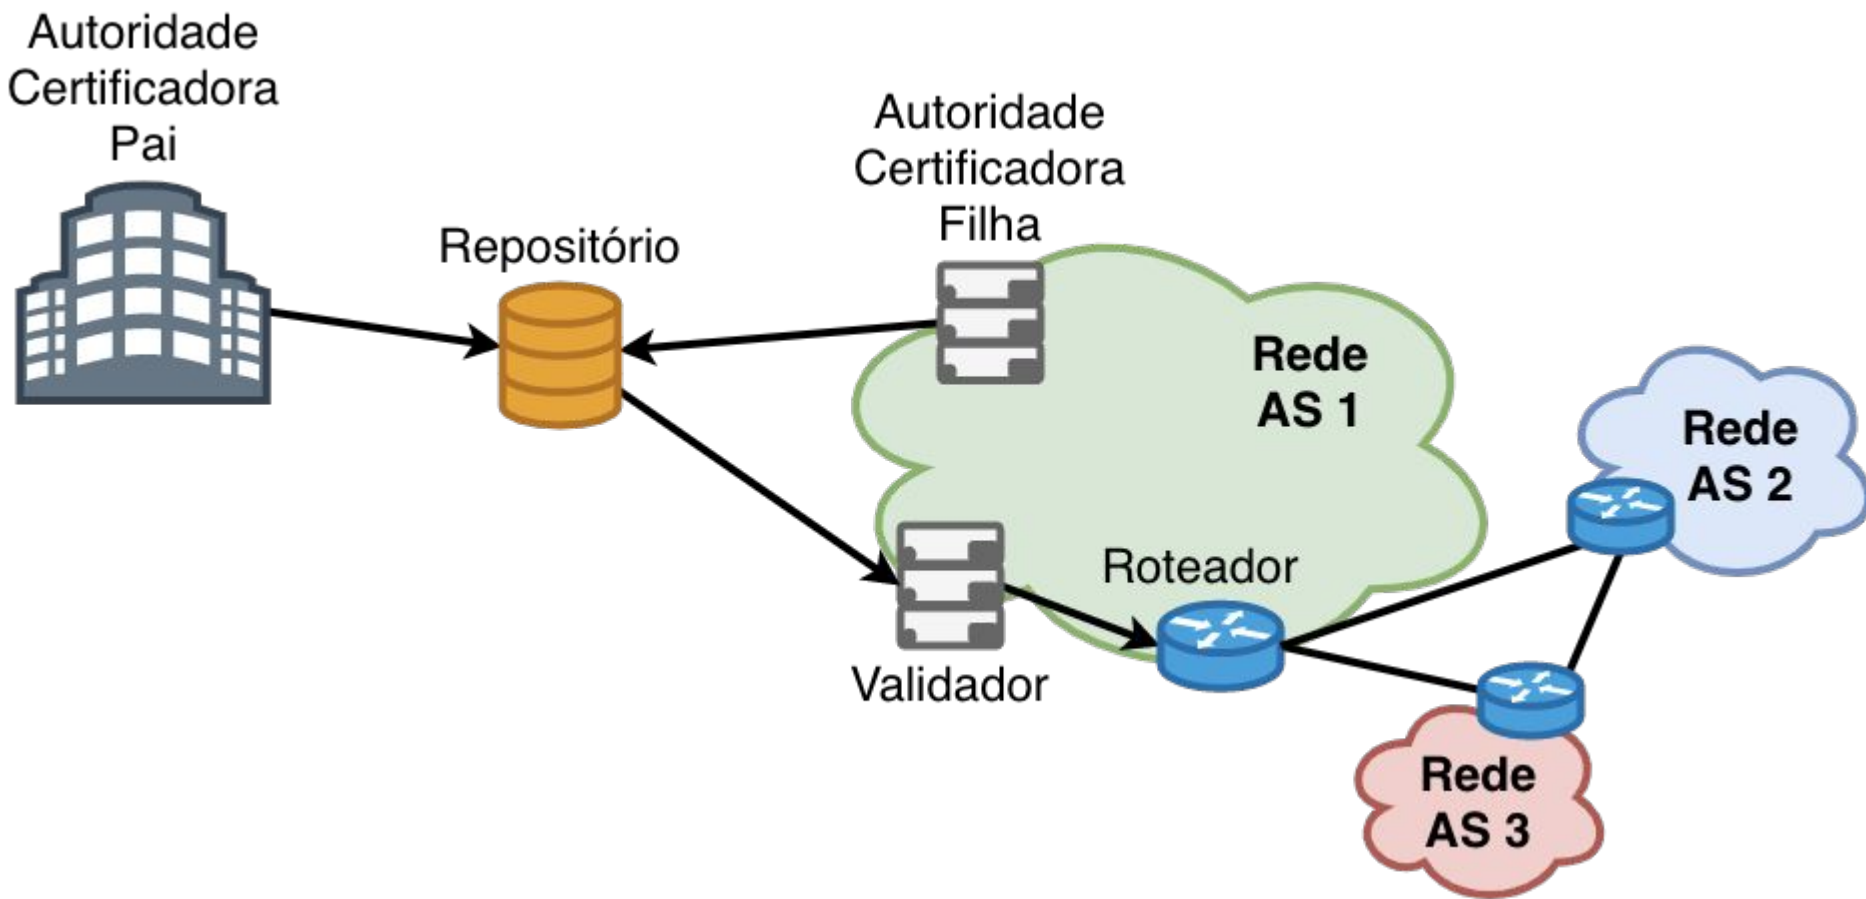 Autoridade
Certificadora
Pai
Repositório
Autoridade
Certificadora
Filha
Rede
AS 1
Rede
AS 2
Roteador
Validador
Rede
AS 3